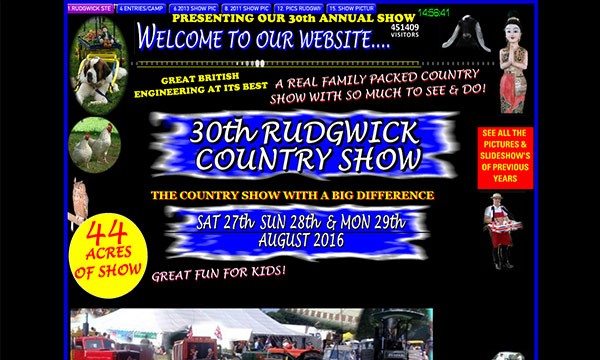 1 RUDGWICK STE
4 ENTRIES/CAMP
6.2013 SHOW PIC
8. 2011 SHOW PIC
12. PICS RUDGW
15. SHOW PICTUR
PRESENTING OUR 30th ANNUAL SHOW
14:56:41
WELCOME TO OUR WEBSITE....
451409
VISITORS
GREAT BRITISH
ENGINEERING AT ITS BEST
A REAL FAMILY PACKED COUNTRY
SHOW WITH SO MUCH TO SEE & DO!
30th RUDGWICK
COUNTRY SHOW
SEE ALL THE
PICTURES &
SLIDESHOW'S
OF PREVIOUS
YEARS
THE COUNTRY SHOW WITH A BIG DIFFERENCE
SAT 27th SUN 28th & MON 29th
AUGUST 2016
44
ACRES
OF SHOW
GREAT FUN FOR KIDS!